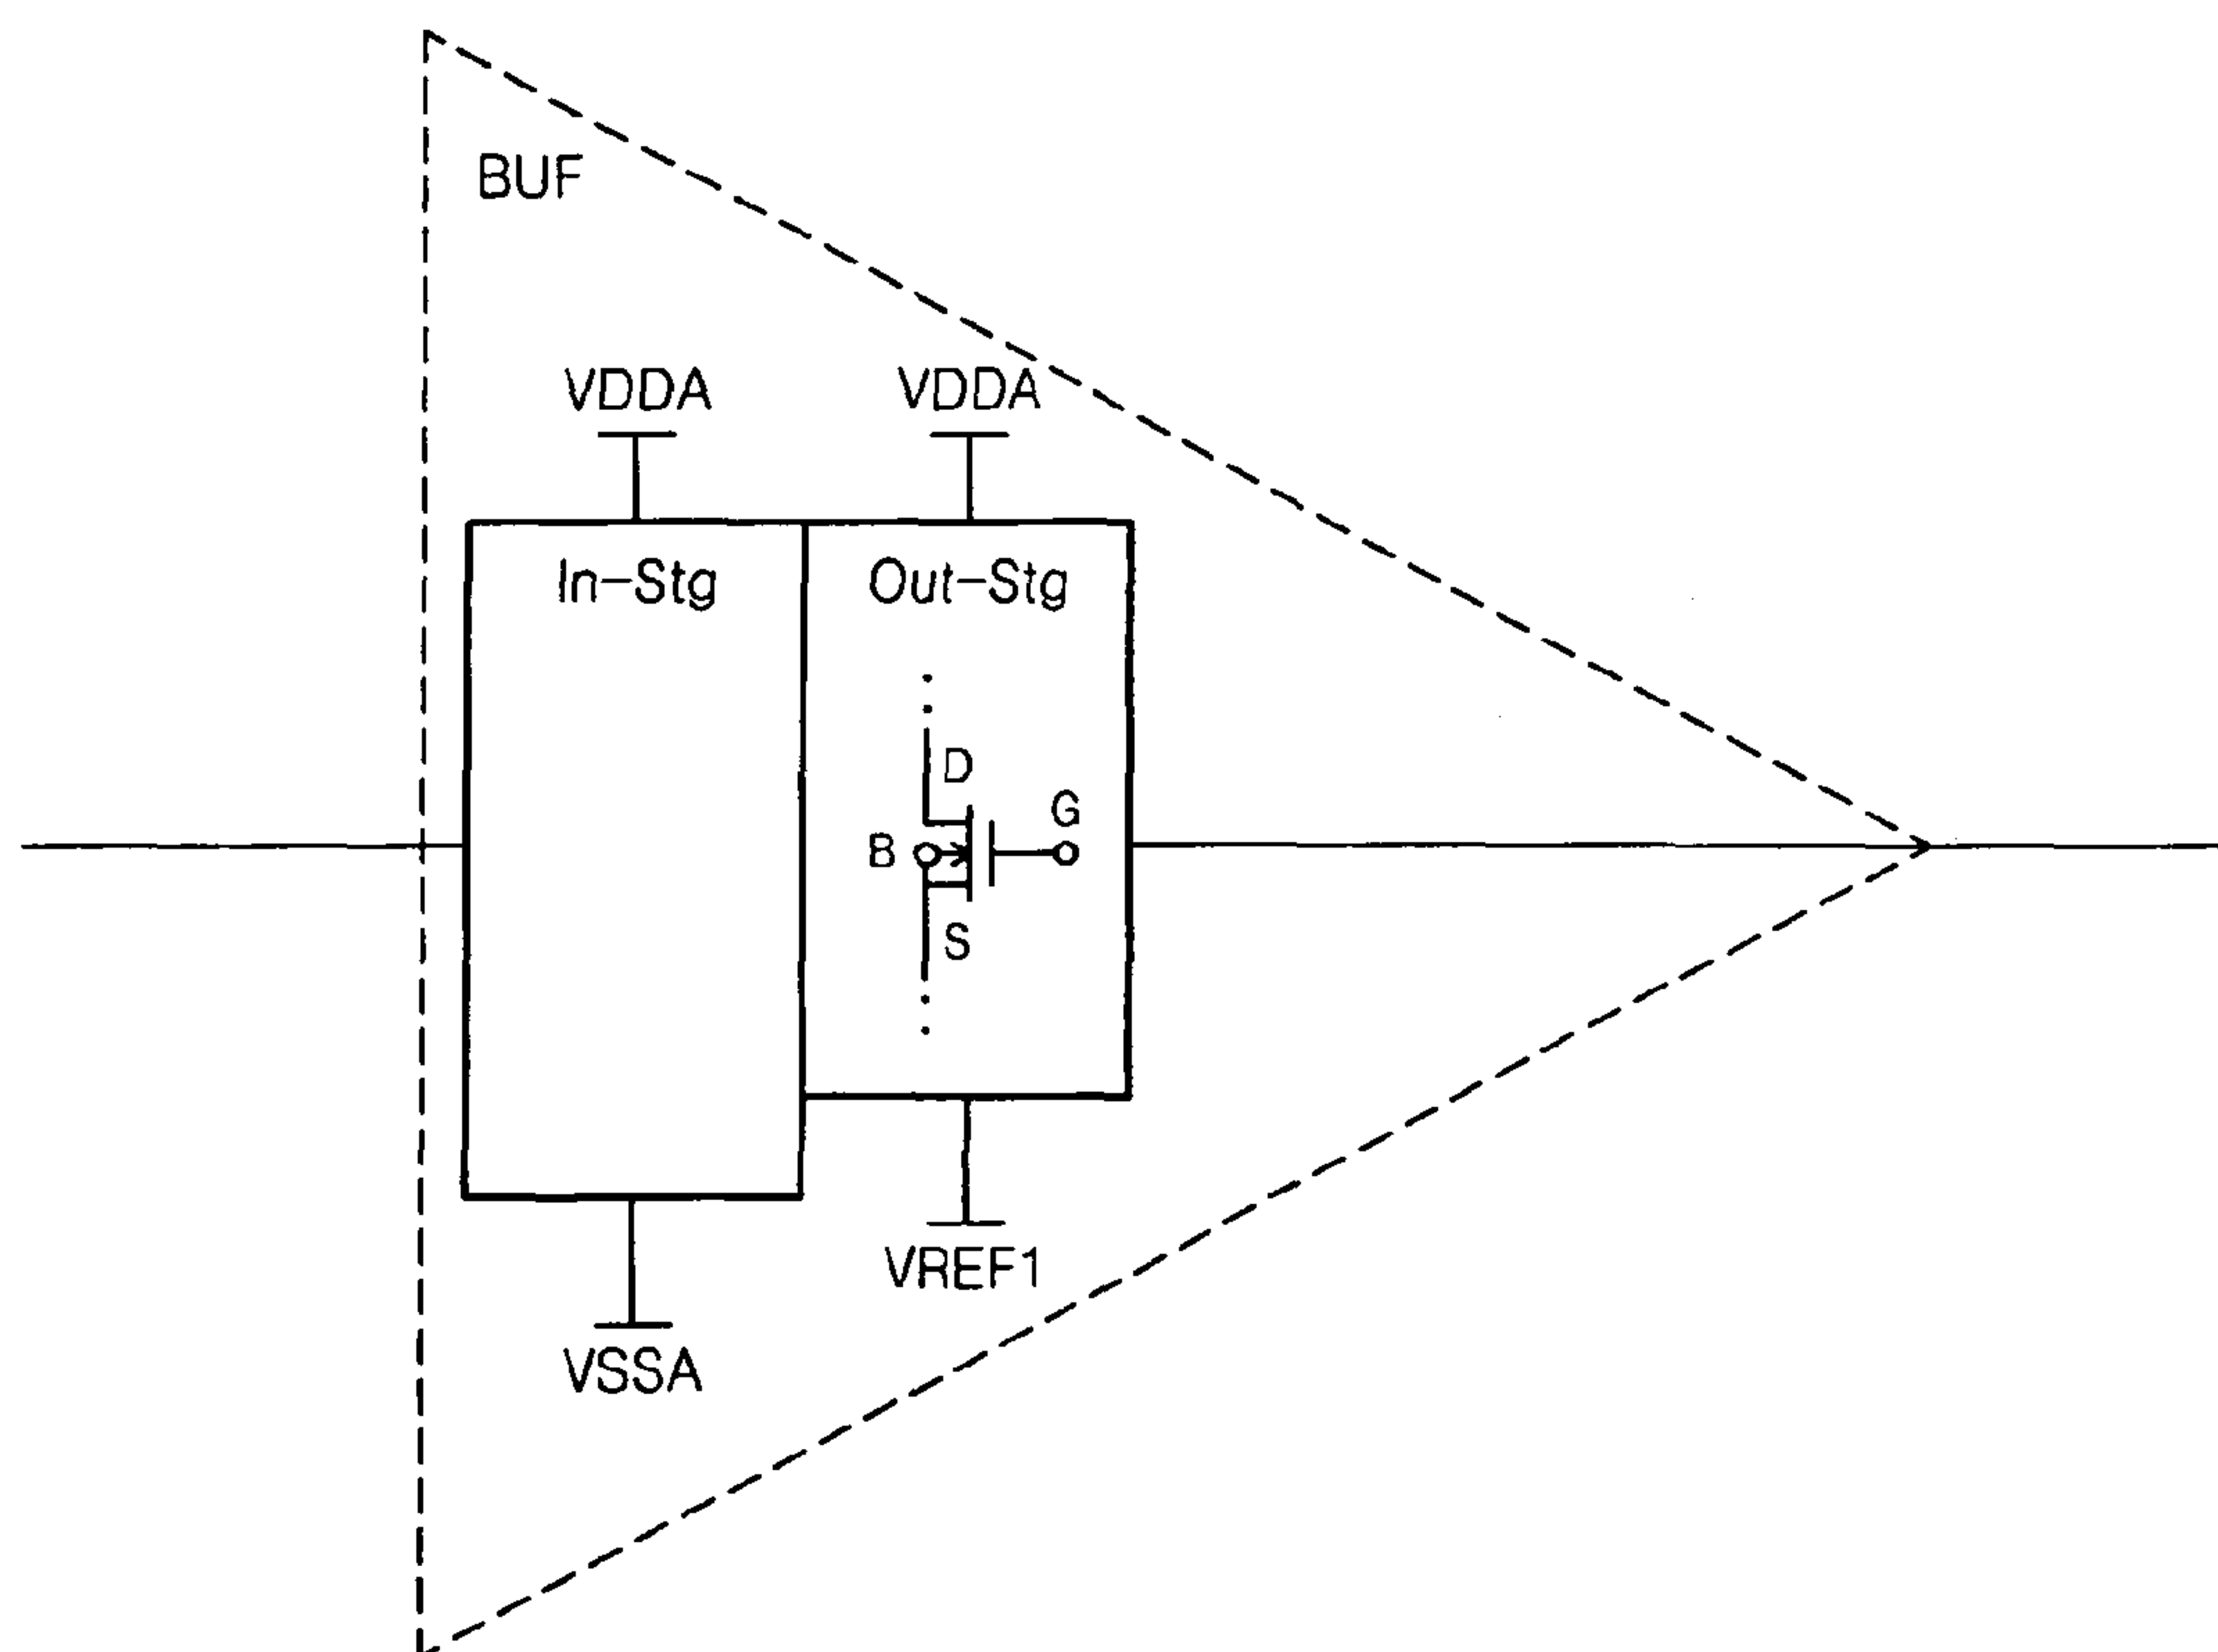 BUF
VDDA VDDA
In-Stg Out-Stg
D
G
B
S
VREF1
VSSA